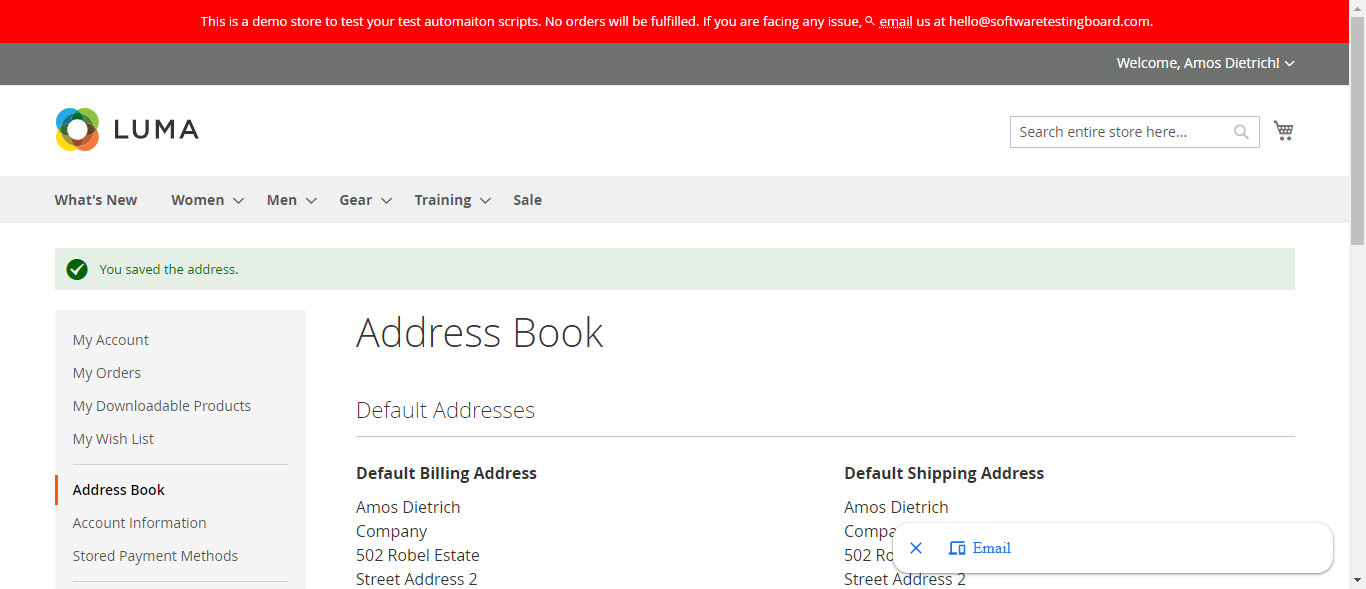 This is a demo store to test your test automaiton scripts. No orders will be fulfilled. If you are facing any issue, email us at hello@softwaretestingboard.com.
Welcome, Amos Dietrich!
LUMA
Search entire store here...
What's New Women Men Gear Training Sale
You saved the address.
My Account
My Orders
My Downloadable Products
My Wish List
Address Book
Account Information
Stored Payment Methods
Address Book
Default Addresses
Default Billing Address
Amos Dietrich
Company
502 Robel Estate
Street Address 2
Default Shipping Address
Amos Dietrich
Compa
502 Ro
Street Address 2
Email